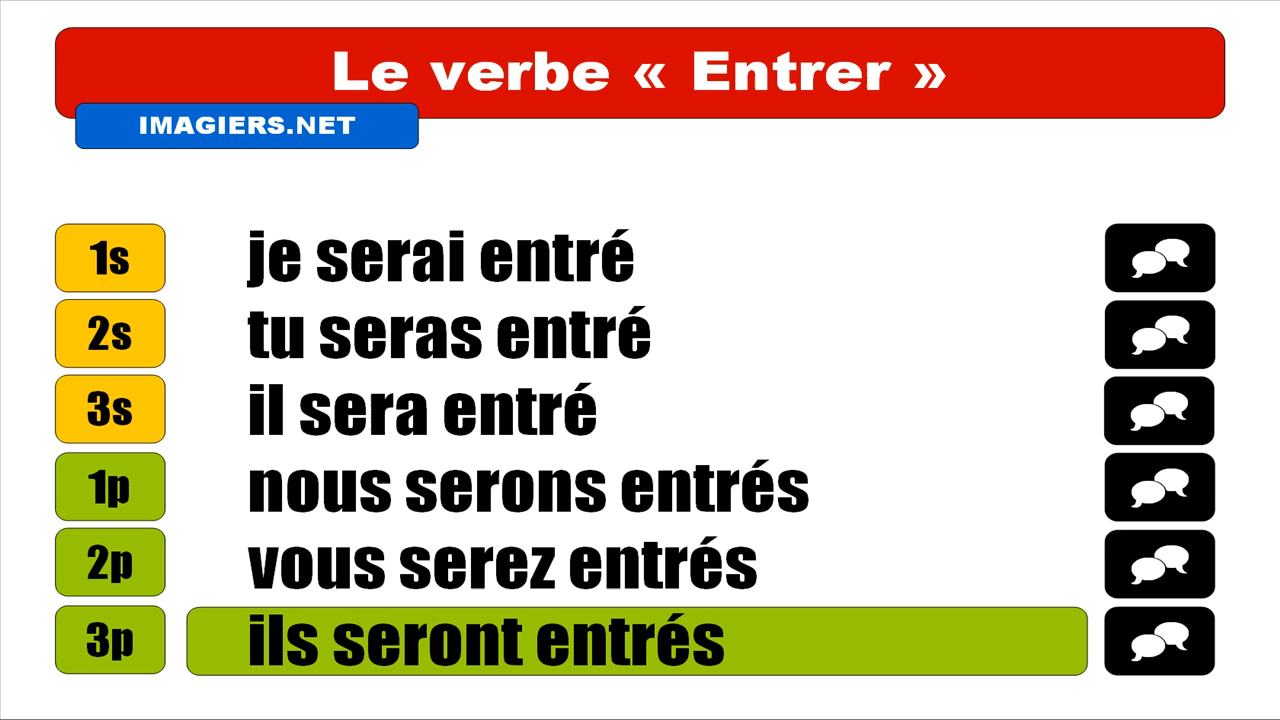 Le verbe « Entrer »
IMAGIERS.NET
1s je serai entré
2s tu seras entré
3s il sera entré
1p nous serons entrés
2p vous serez entrés
3p ils seront entrés